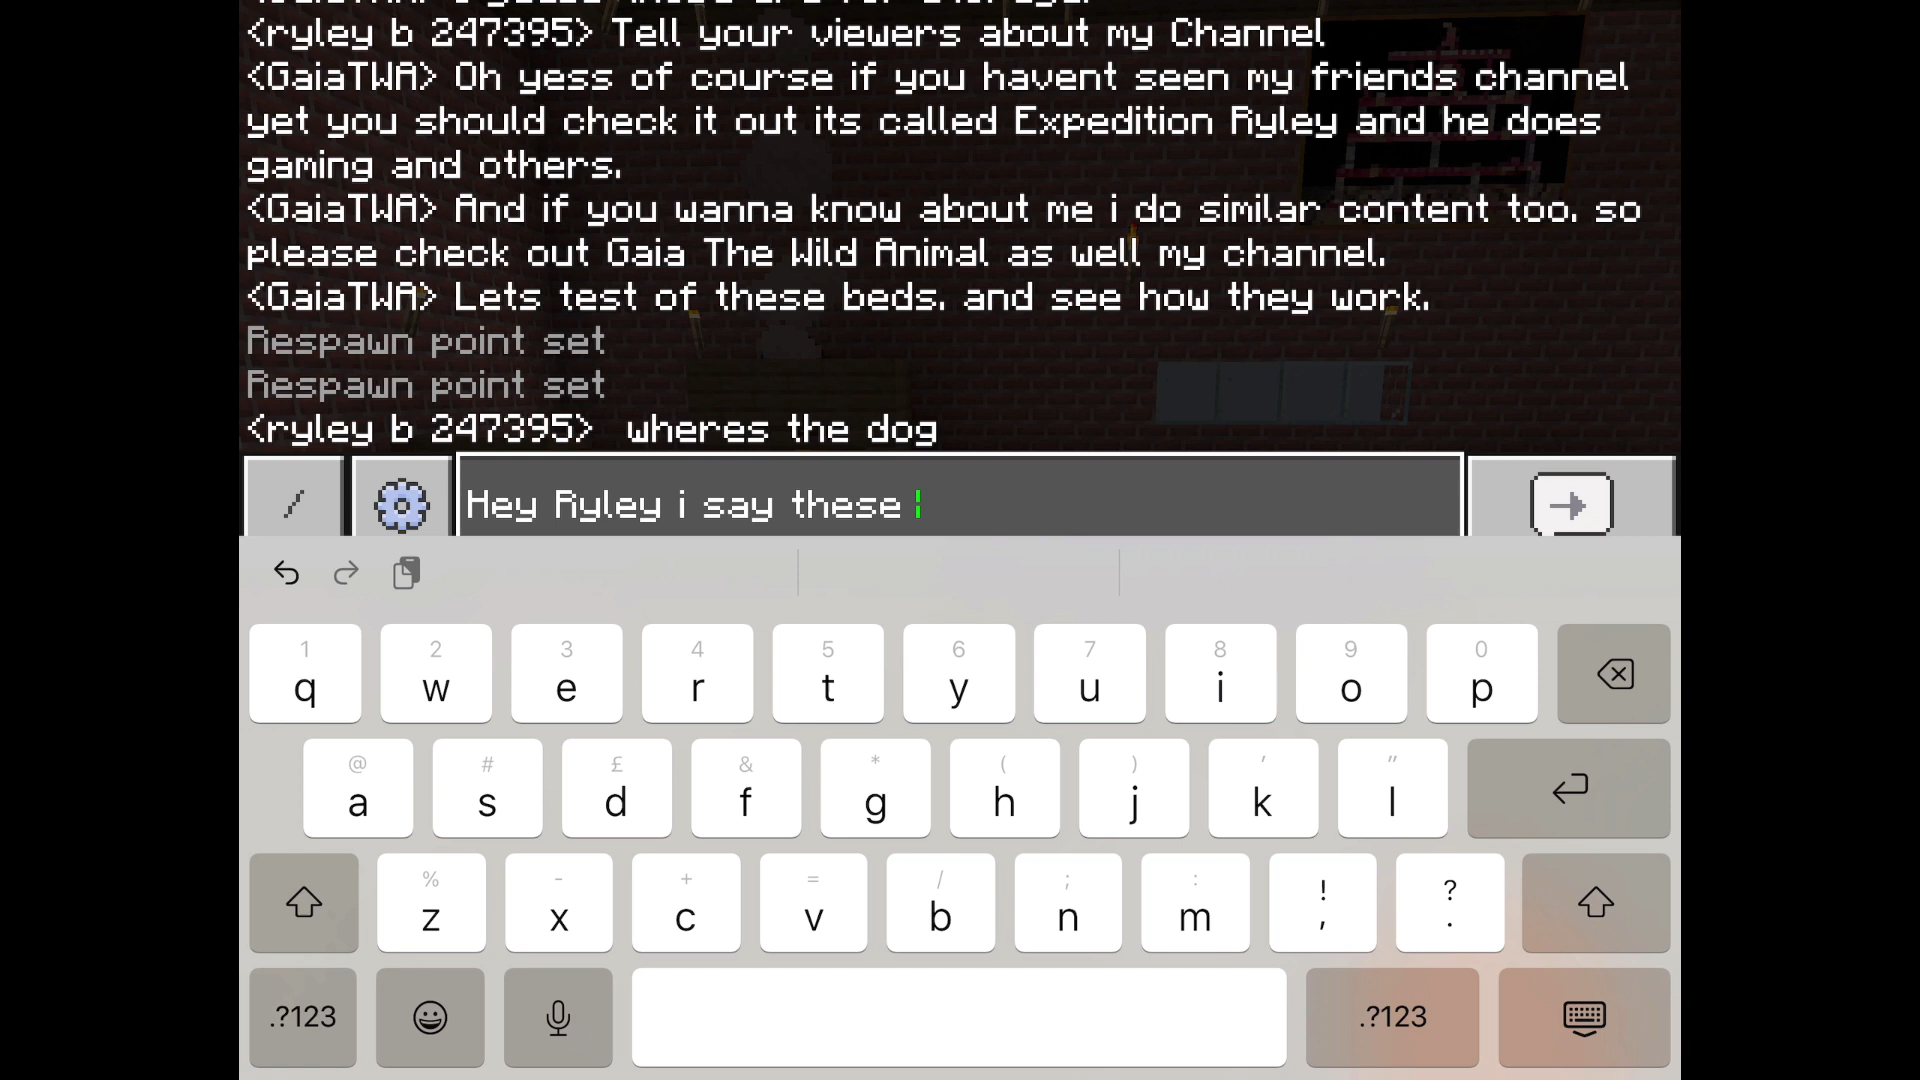 <ryley b 247395> Tell your viewers about my Channel
<GaiaTWA> Oh yess of course if you havent seen my friends channel
yet you should check it out its called Expedition Ryley and he does
gaming and others.
<GaiaTWA> And if you wanna know about me i do similar content too. so
please check out Gaia The Wild Animal as well my channel.
<GaiaTWA> Lets test of these beds. and see how they work.
Respawn point set
Respawn point set
<ryley b 247395>  wheres the dog
/ Hey Ryley i say these
1 2 3 4 5 6 7 8 9 0
q w e r t y u i o p
@ # £ & * ( ) ' "
a s d f g h j k l
% - + = / ; : ! ?
z x c v b n m , .
.?123 .?123